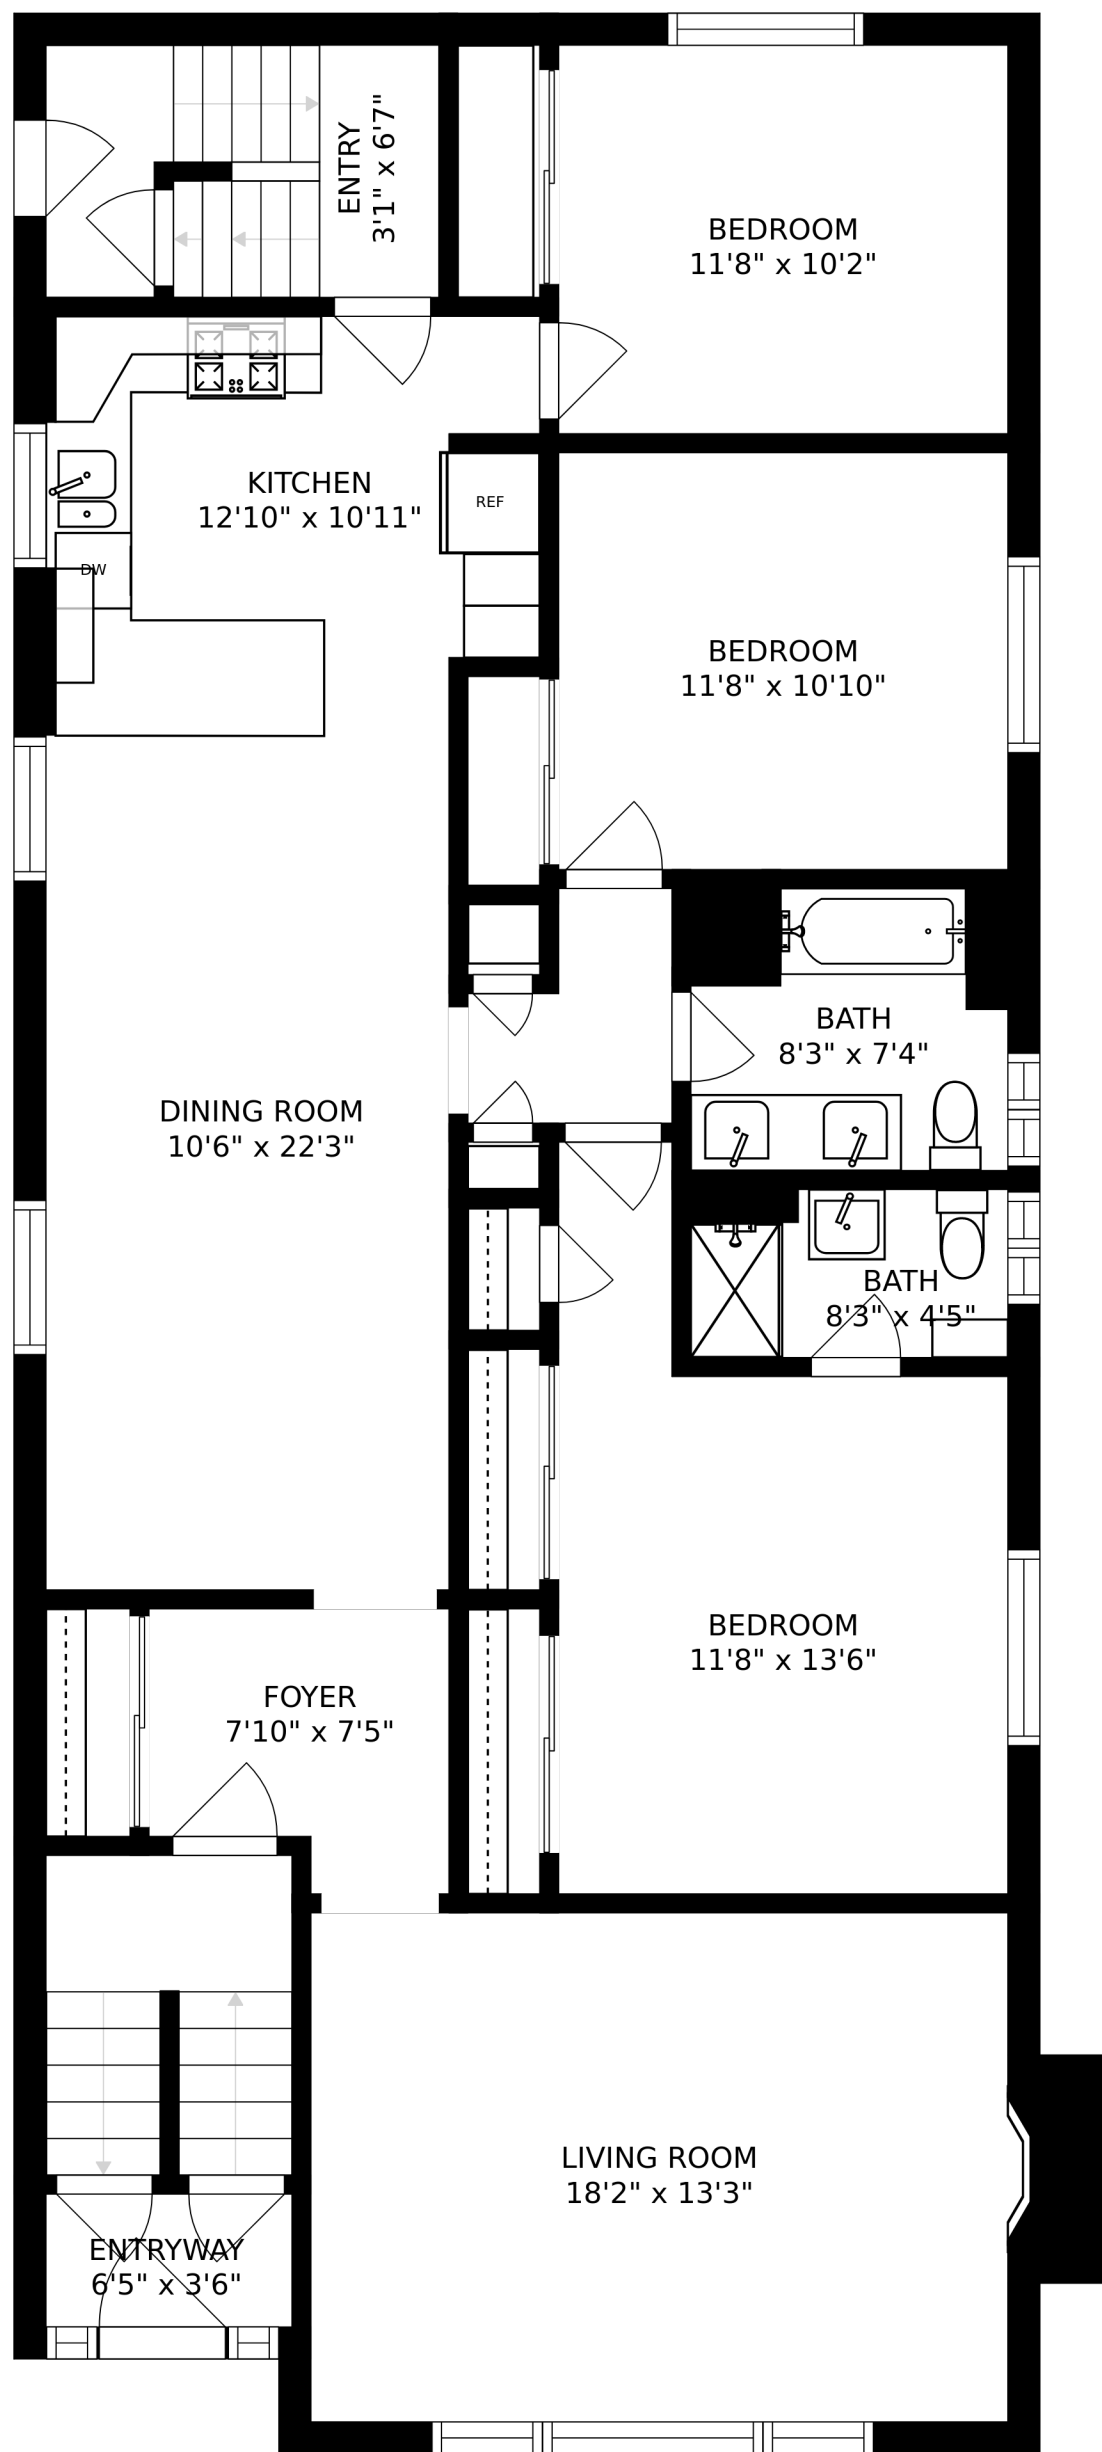 ENTRY
3'1" x 6'7"
BEDROOM
11'8" x 10'2"
KITCHEN
12'10" x 10'11"
REF
DW
BEDROOM
11'8" x 10'10"
BATH
8'3" x 7'4"
DINING ROOM
10'6" x 22'3"
BATH
8'3" x 4'5"
BEDROOM
11'8" x 13'6"
FOYER
7'10" x 7'5"
LIVING ROOM
18'2" x 13'3"
ENTRYWAY
6'5" x 3'6"